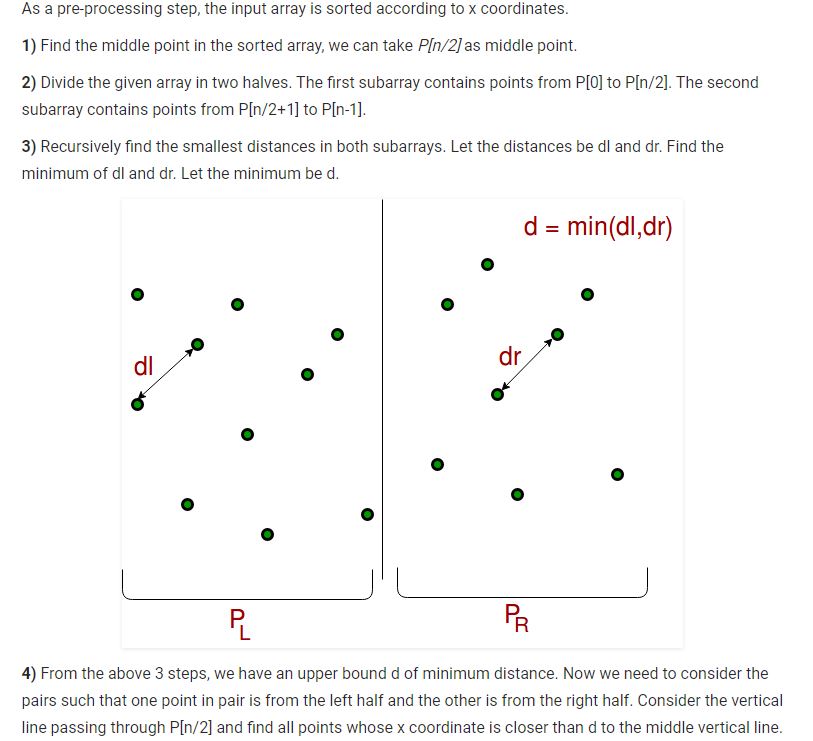 As a pre-processing step, the input array is sorted according to x coordinates.
1) Find the middle point in the sorted array, we can take P[n/2] as middle point.
2) Divide the given array in two halves. The first subarray contains points from P[0] to P[n/2]. The second
subarray contains points from P[n/2+1] to P[n-1].
3) Recursively find the smallest distances in both subarrays. Let the distances be dl and dr. Find the
minimum of dl and dr. Let the minimum be d.
d = min(dl,dr)
dl
dr
PL
PR
4) From the above 3 steps, we have an upper bound d of minimum distance. Now we need to consider the
pairs such that one point in pair is from the left half and the other is from the right half. Consider the vertical
line passing through P[n/2] and find all points whose x coordinate is closer than d to the middle vertical line.